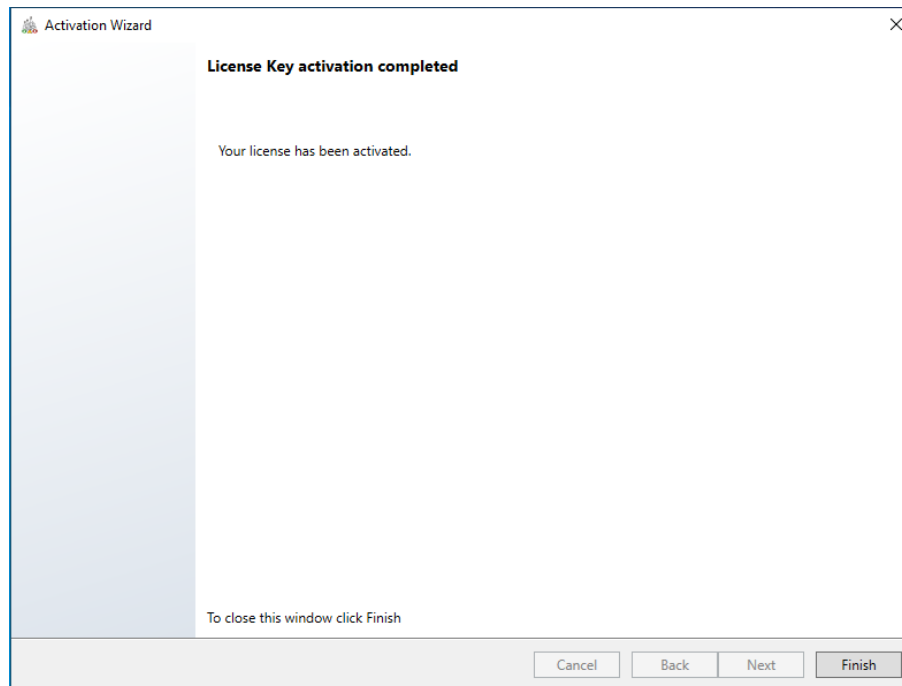 Activation Wizard
License Key activation completed
Your license has been activated.
To close this window click Finish
Cancel Back Next Finish